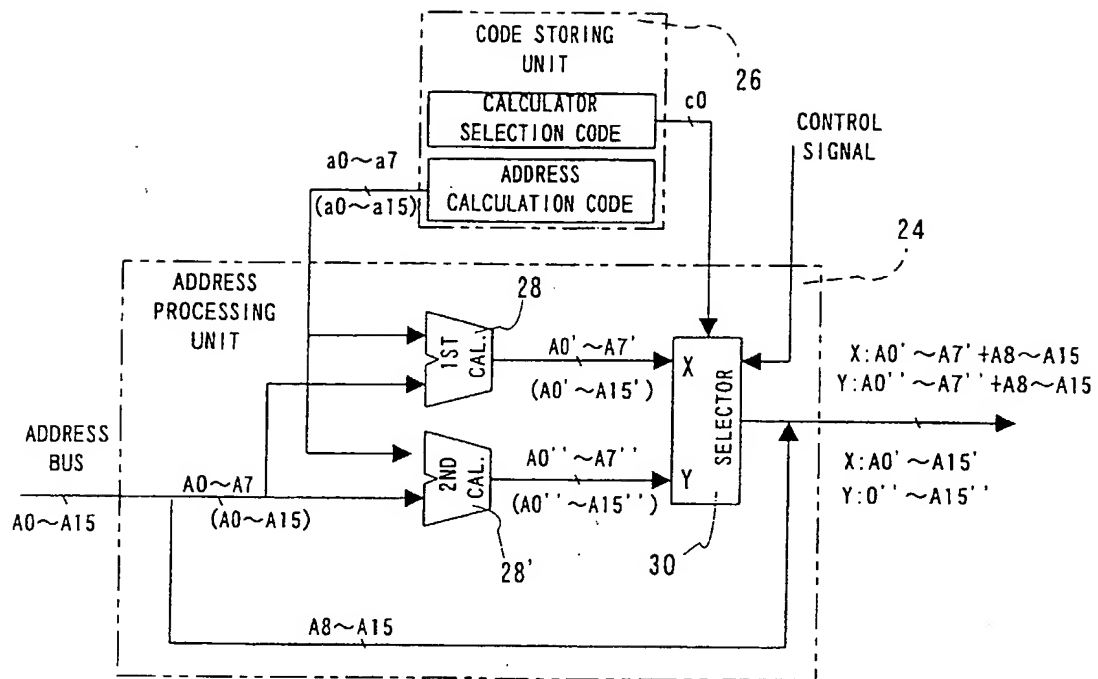 CODE STORING
UNIT
26
CALCULATOR
SELECTION CODE
c0
CONTROL
SIGNAL
a0~a7
(a0~a15)
ADDRESS
CALCULATION CODE
24
ADDRESS
PROCESSING
UNIT
28
1ST
CAL.
A0'~A7'
(A0'~A15')
X
SELECTOR
X:A0'~A7'+A8~A15
Y:A0''~A7''+A8~A15
ADDRESS
BUS
A0~A15
A0~A7
(A0~A15)
2ND
CAL.
A0''~A7''
(A0''~A15'')
Y
X:A0'~A15'
Y:0''~A15''
28'
30
A8~A15